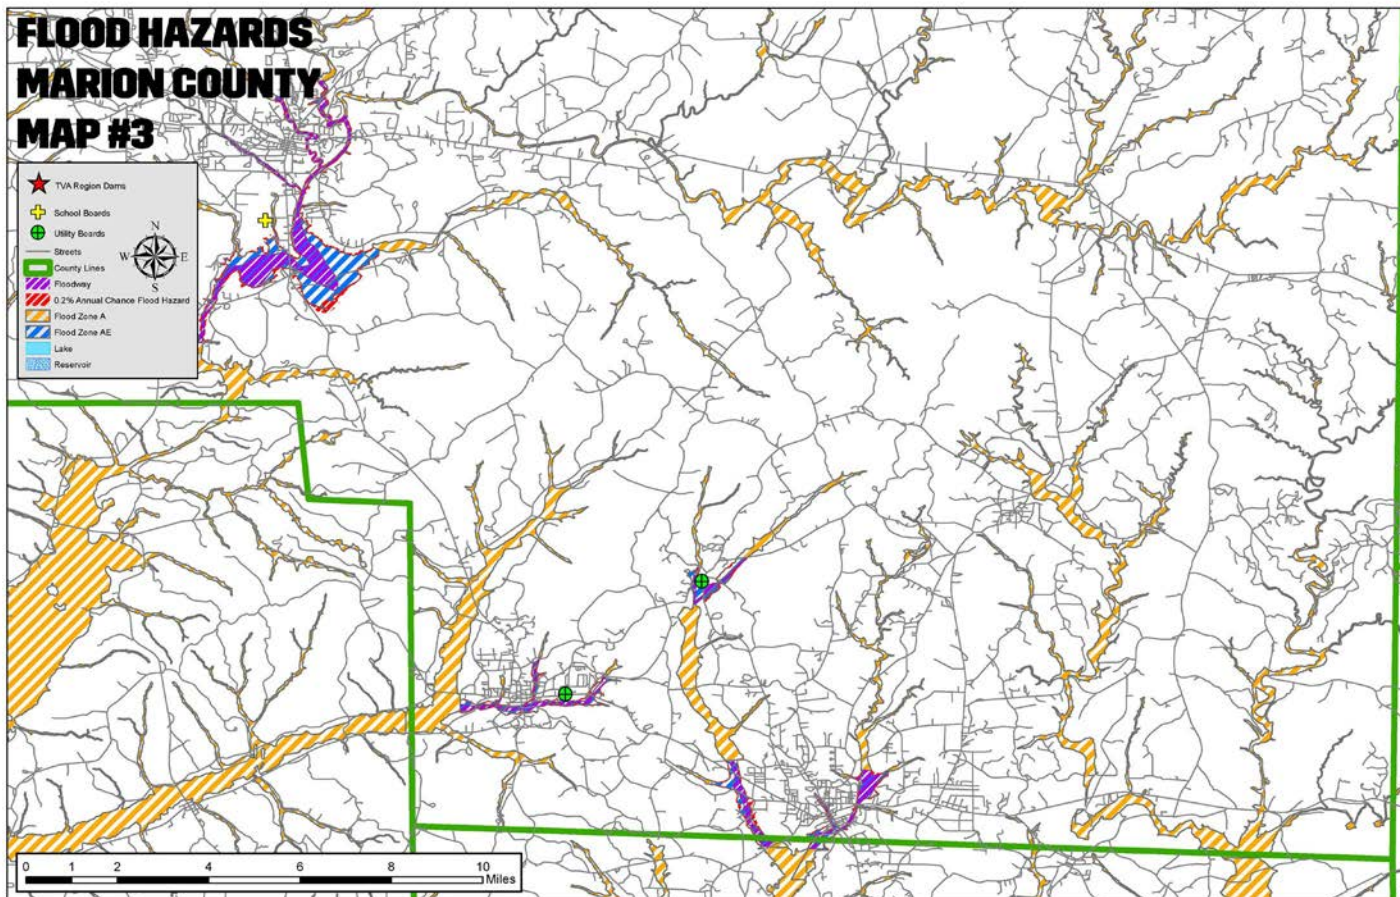 FLOOD HAZARDS
MARION COUNTY
MAP #3
TVA Region Dams
School Boards
Utility Boards
Streets
County Lines
Floodway
0.2% Annual Chance Flood Hazard
Flood Zone A
Flood Zone AE
Lake
Reservoir
N
W E
S
0 1 2 4 6 8 10
Miles